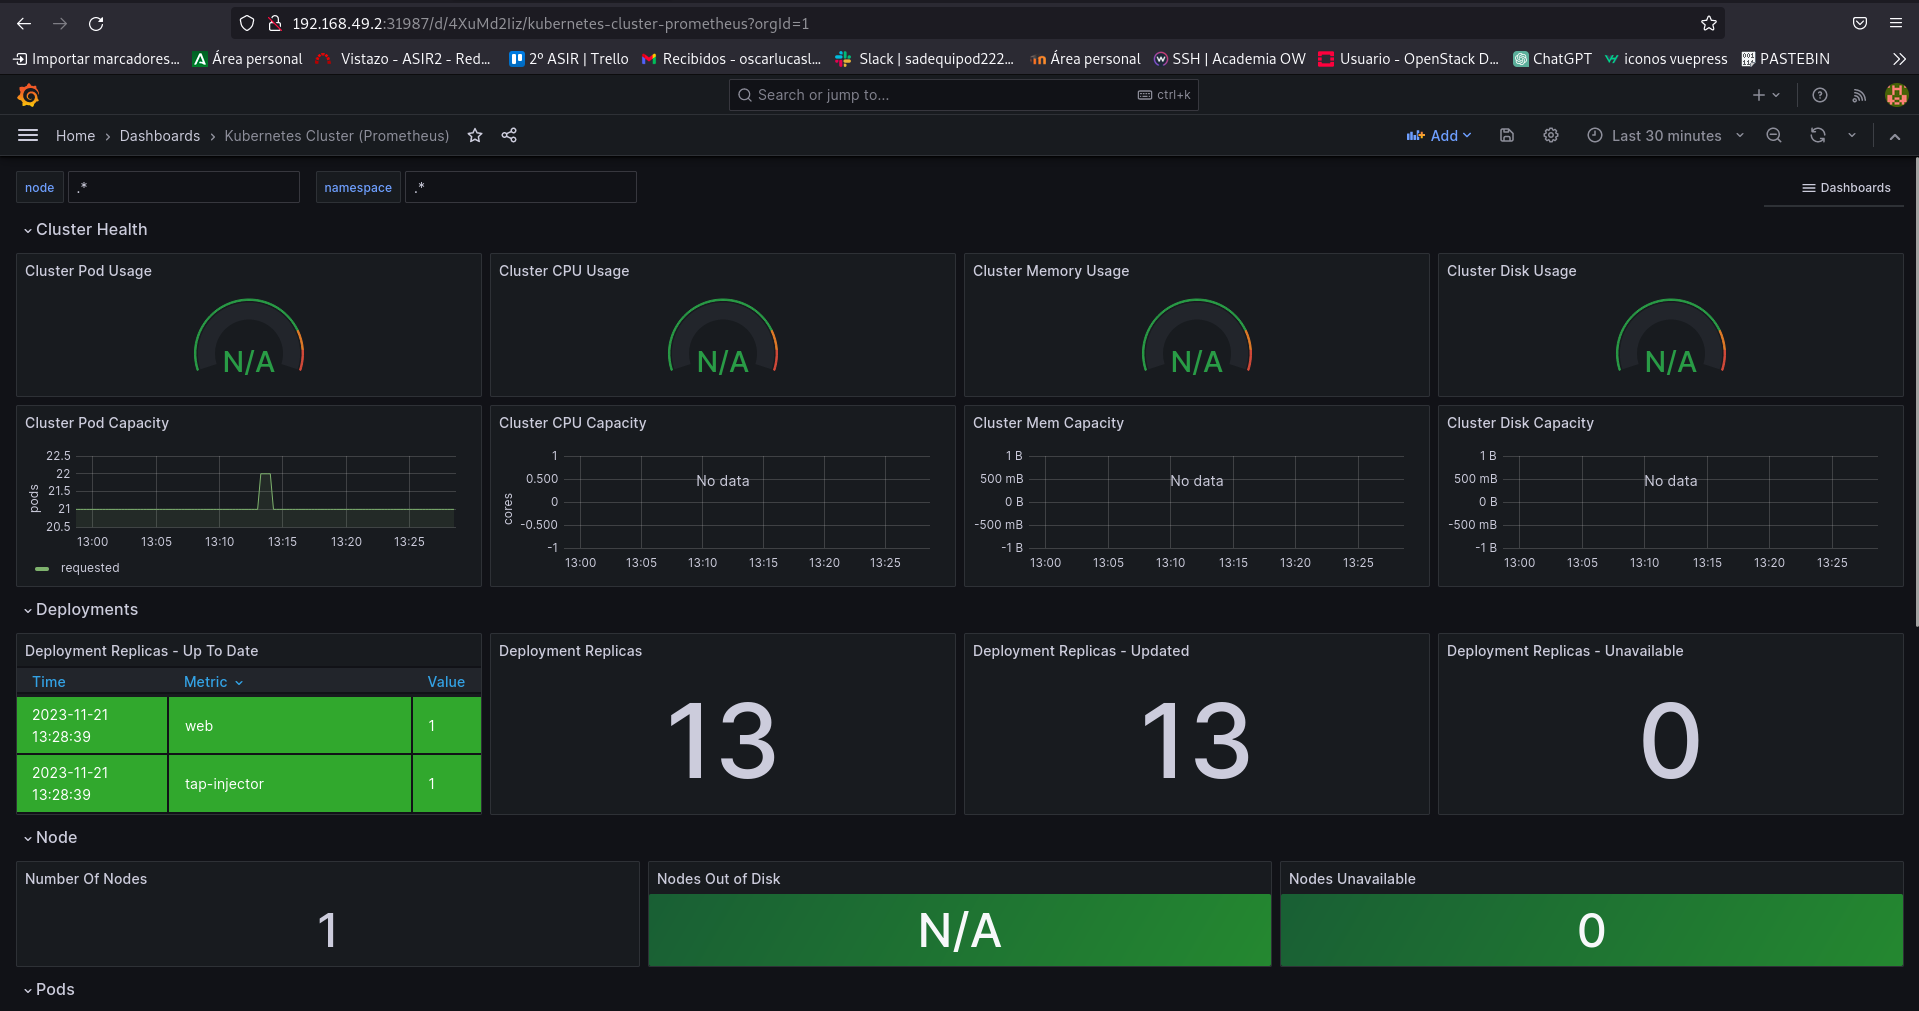 192.168.49.2:31987/d/4XuMd2Iiz/kubernetes-cluster-prometheus?orgId=1
Importar marcadores... Área personal Vistazo - ASIR2 - Red... 2º ASIR | Trello Recibidos - oscarlucasl... Slack | sadequipod222... Área personal SSH | Academia OW Usuario - OpenStack D... ChatGPT iconos vuepress PASTEBIN
Search or jump to... ctrl+k
Home > Dashboards > Kubernetes Cluster (Prometheus) Add Last 30 minutes
node .* namespace .* Dashboards
Cluster Health
Cluster Pod Usage
N/A
Cluster CPU Usage
N/A
Cluster Memory Usage
N/A
Cluster Disk Usage
N/A
Cluster Pod Capacity
pods
22.5
22
21.5
21
20.5
13:00 13:05 13:10 13:15 13:20 13:25
requested
Cluster CPU Capacity
cores
1
0.500
0
-0.500
-1
No data
13:00 13:05 13:10 13:15 13:20 13:25
Cluster Mem Capacity
1 B
500 mB
0 B
-500 mB
-1 B
No data
13:00 13:05 13:10 13:15 13:20 13:25
Cluster Disk Capacity
1 B
500 mB
0 B
-500 mB
-1 B
No data
13:00 13:05 13:10 13:15 13:20 13:25
Deployments
Deployment Replicas - Up To Date
Time Metric Value
2023-11-21
13:28:39
web
1
2023-11-21
13:28:39
tap-injector
1
Deployment Replicas
13
Deployment Replicas - Updated
13
Deployment Replicas - Unavailable
0
Node
Number Of Nodes
1
Nodes Out of Disk
N/A
Nodes Unavailable
0
Pods